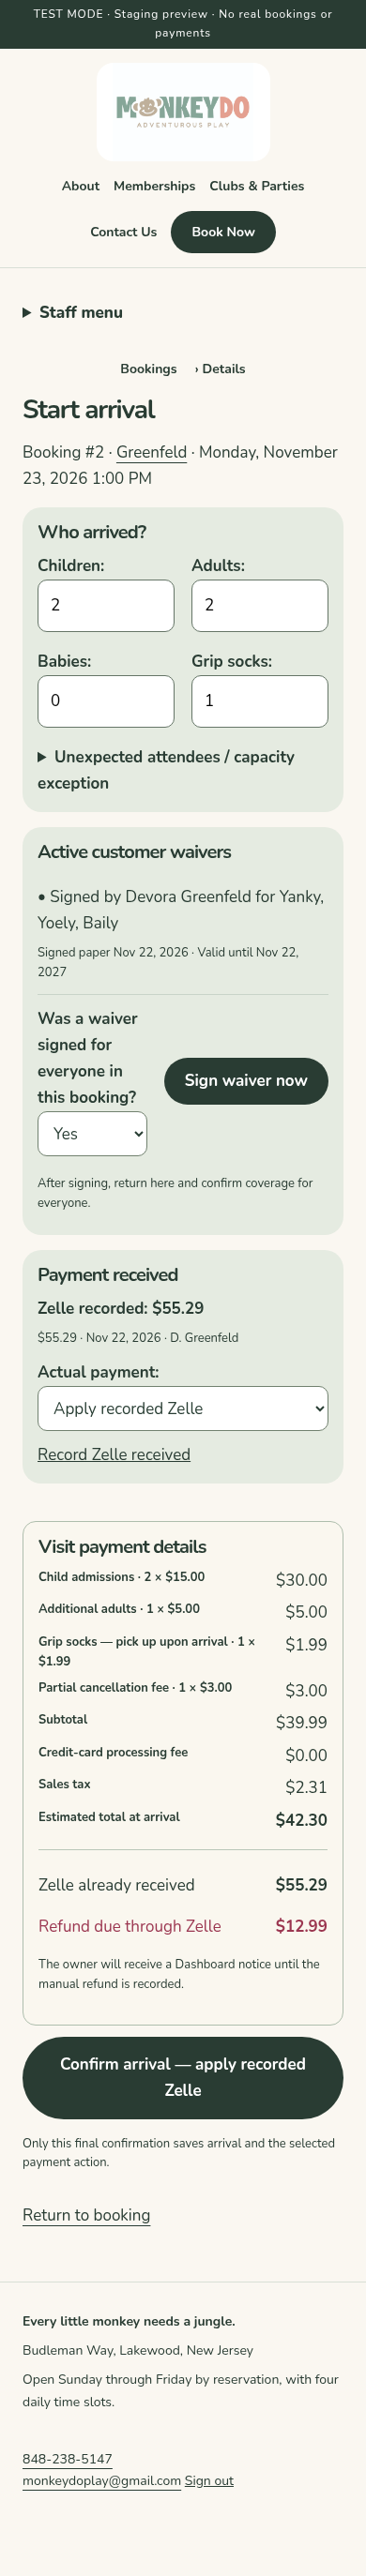 TEST MODE · Staging preview · No real bookings or
payments
MONKEYDO
ADVENTUROUS PLAY
About Memberships Clubs & Parties
Contact Us Book Now
▶ Staff menu
Bookings › Details
Start arrival
Booking #2 · Greenfeld · Monday, November
23, 2026 1:00 PM
Who arrived?
Children: Adults:
2 2
Babies: Grip socks:
0 1
▶ Unexpected attendees / capacity
exception
Active customer waivers
• Signed by Devora Greenfeld for Yanky,
Yoely, Baily
Signed paper Nov 22, 2026 · Valid until Nov 22,
2027
Was a waiver
signed for
everyone in
this booking?
Yes
Sign waiver now
After signing, return here and confirm coverage for
everyone.
Payment received
Zelle recorded: $55.29
$55.29 · Nov 22, 2026 · D. Greenfeld
Actual payment:
Apply recorded Zelle
Record Zelle received
Visit payment details
Child admissions · 2 × $15.00 $30.00
Additional adults · 1 × $5.00 $5.00
Grip socks — pick up upon arrival · 1 × $1.99
$1.99
Partial cancellation fee · 1 × $3.00 $3.00
Subtotal $39.99
Credit-card processing fee $0.00
Sales tax $2.31
Estimated total at arrival $42.30
Zelle already received $55.29
Refund due through Zelle $12.99
The owner will receive a Dashboard notice until the
manual refund is recorded.
Confirm arrival — apply recorded
Zelle
Only this final confirmation saves arrival and the selected
payment action.
Return to booking
Every little monkey needs a jungle.
Budleman Way, Lakewood, New Jersey
Open Sunday through Friday by reservation, with four
daily time slots.
848-238-5147
monkeydoplay@gmail.com Sign out